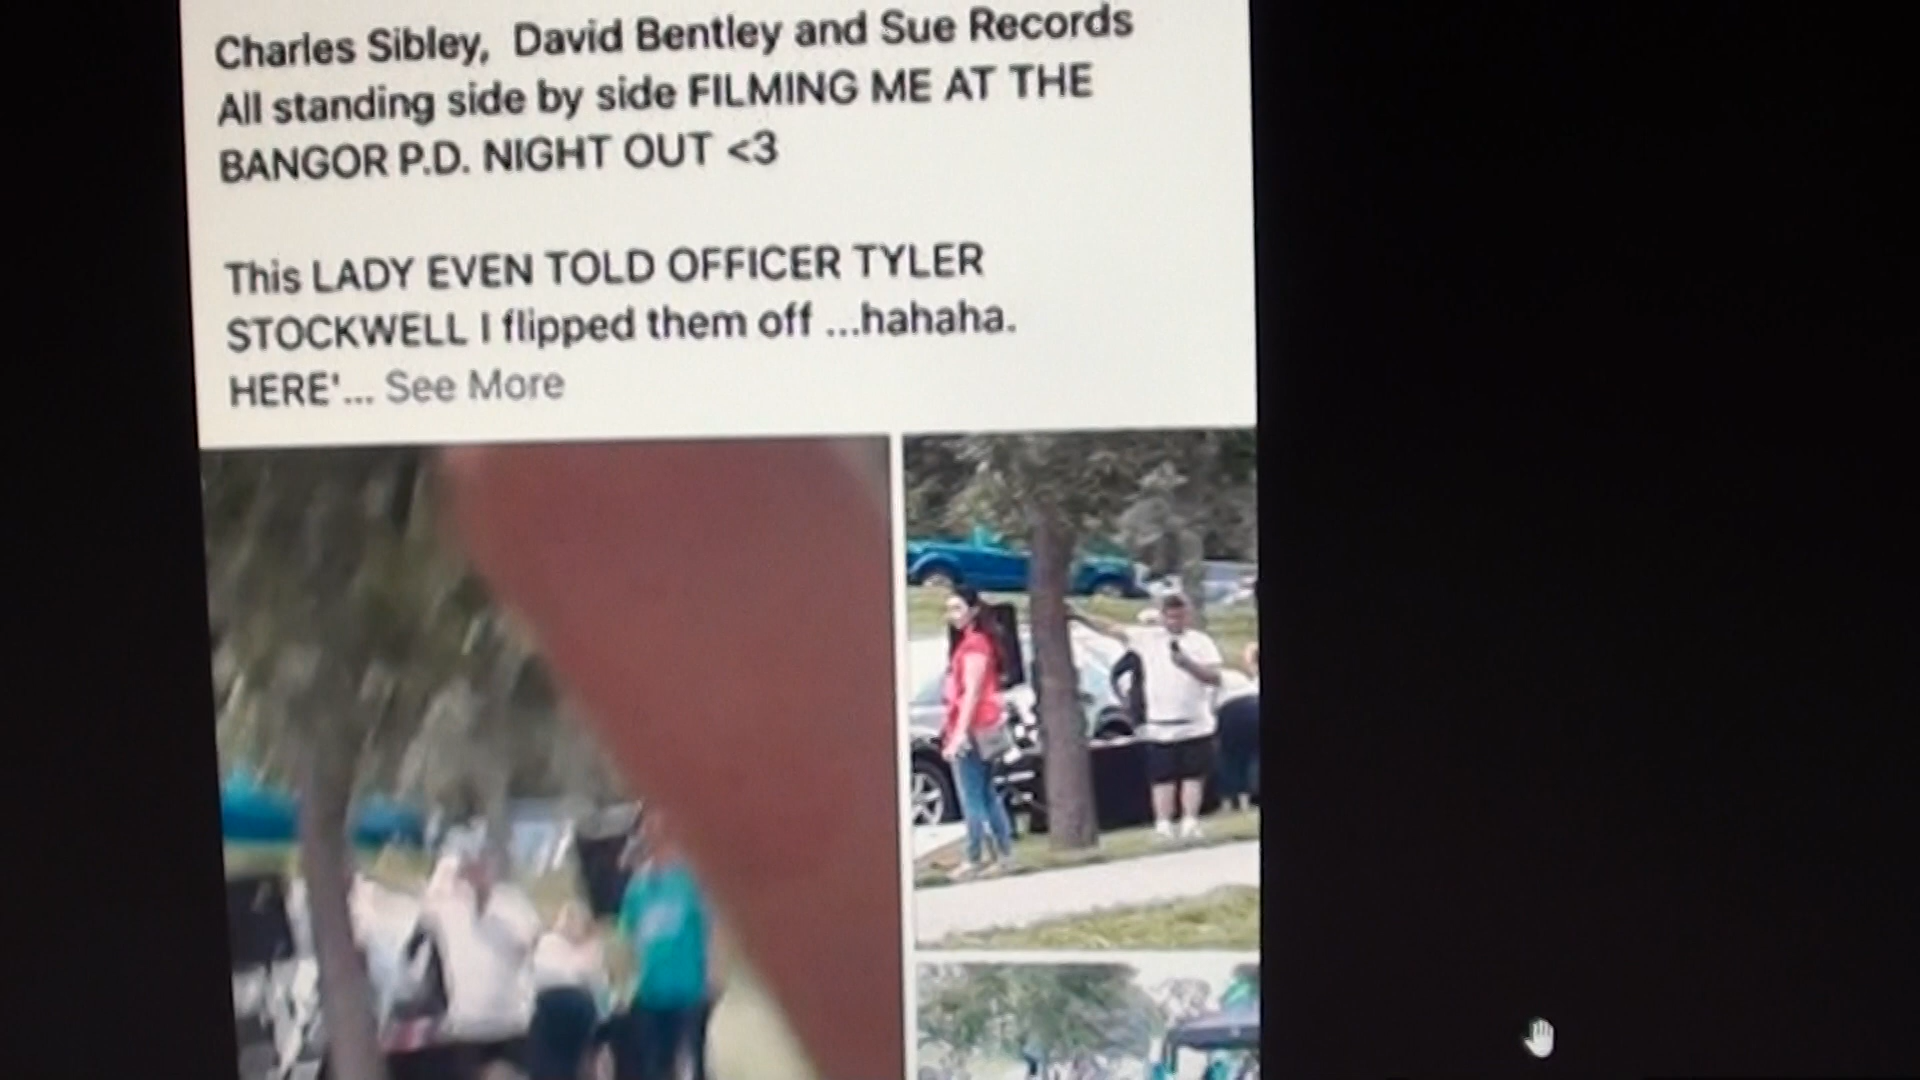 Charles Sibley, David Bentley and Sue Records
All standing side by side FILMING ME AT THE
BANGOR P.D. NIGHT OUT <3
This LADY EVEN TOLD OFFICER TYLER
STOCKWELL I flipped them off ...hahaha.
HERE'... See More